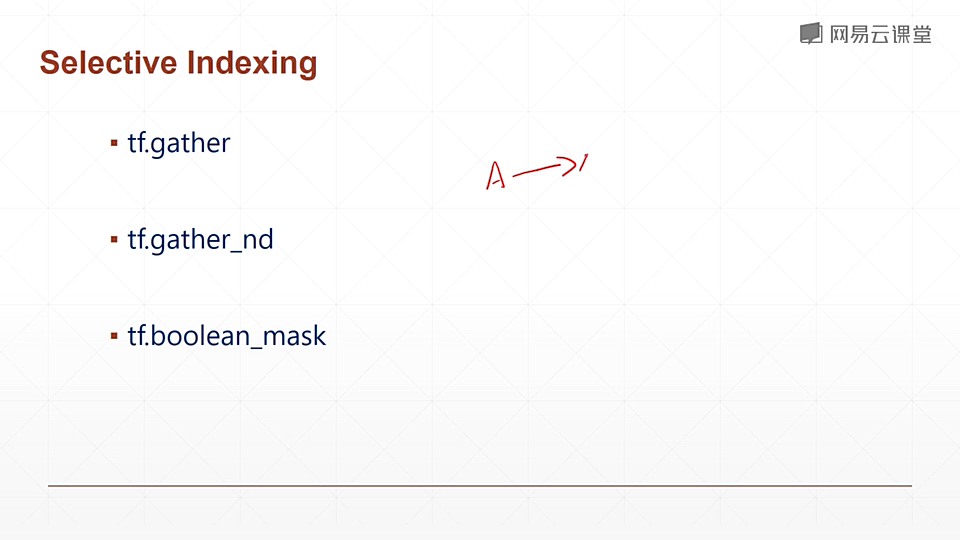 网易云课堂
Selective Indexing
tf.gather
A
tf.gather_nd
tf.boolean_mask